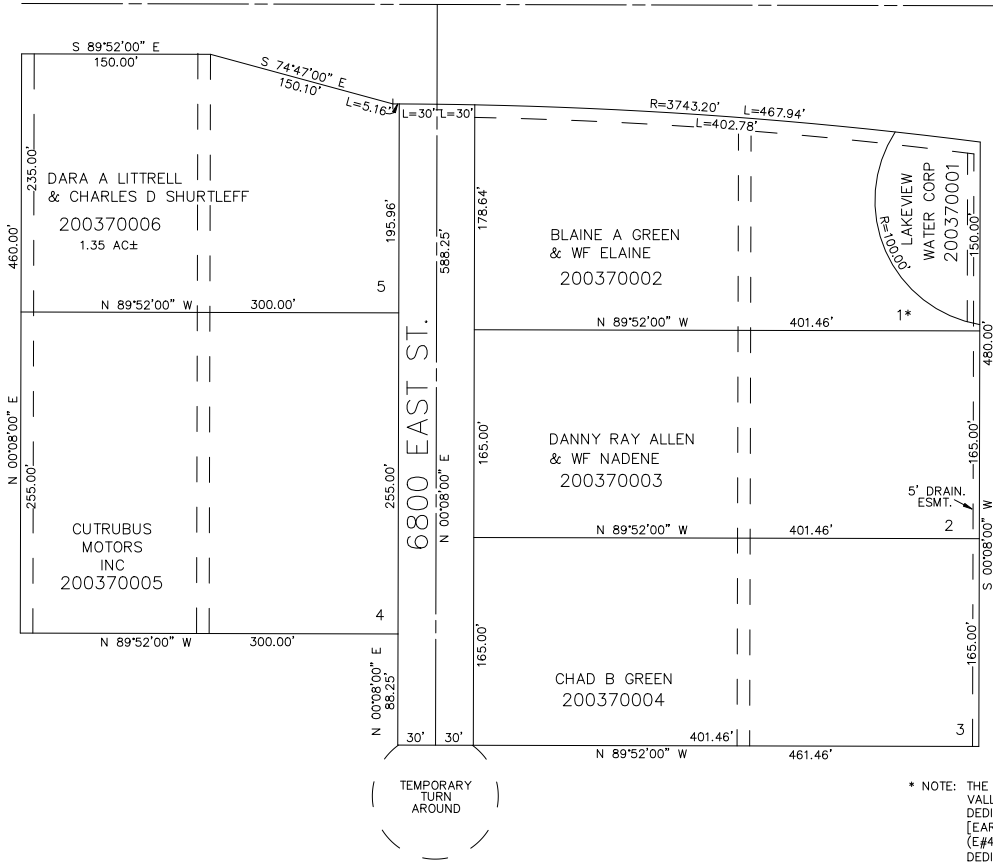 S 89°52'00" E
150.00'
S 74°47'00" E
150.10'
L=5.16'
L=30'
L=30'
R=3743.20'
L=467.94'
L=402.78'
235.00'
460.00'
DARA A LITTRELL
& CHARLES D SHURTLEFF
200370006
1.35 AC±
5
195.96'
588.25'
178.64'
BLAINE A GREEN
& WF ELAINE
200370002
R=100.00'
LAKEVIEW
WATER CORP
200370001
150.00'
1*
N 89°52'00" W
300.00'
N 89°52'00" W
401.46'
480.00'
6800 EAST ST.
N 00°08'00" E
N 00°08'00" E
255.00'
255.00'
165.00'
DANNY RAY ALLEN
& WF NADENE
200370003
165.00'
5' DRAIN.
ESMT.
2
S 00°08'00" W
CUTRUBUS
MOTORS
INC
200370005
4
N 89°52'00" W
401.46'
N 89°52'00" W
300.00'
N 00°08'00" E
88.25'
165.00'
CHAD B GREEN
200370004
165.00'
3
30'
30'
401.46'
N 89°52'00" W
461.46'
TEMPORARY
TURN
AROUND
* NOTE: THE
VALL
DEDI
[EAR
(E#4
DEDI